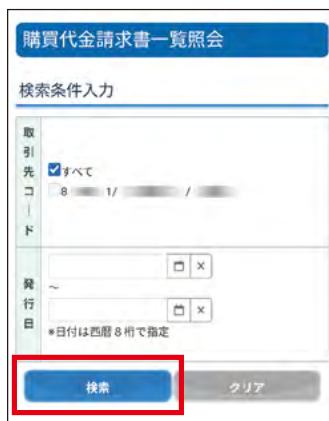 購買代金請求書一覧照会
検索条件入力
取引先コード
すべて
8 1/ /
発行日
~
*日付は西暦8桁で指定
検索
クリア